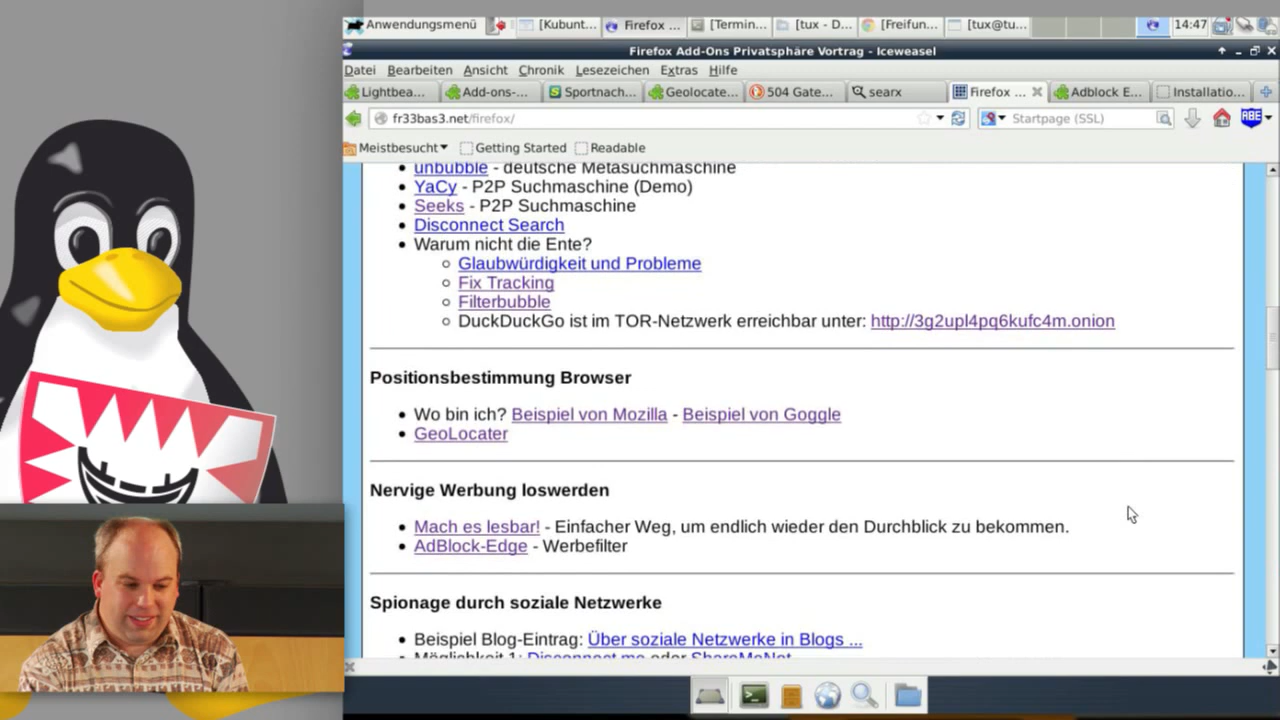 Anwendungsmenü [Kubunt... Firefox ... [Termin... [tux - D... [Freifun... [tux@tu... 14:47
Firefox Add-Ons Privatsphäre Vortrag - Iceweasel
Datei Bearbeiten Ansicht Chronik Lesezeichen Extras Hilfe
Lightbea... Add-ons-... Sportnach... Geolocate... 504 Gate... searx Firefox ... Adblock E... Installatio...
fr33bas3.net/firefox/ Startpage (SSL) ABE
Meistbesucht Getting Started Readable
unbubble - deutsche Metasuchmaschine
YaCy - P2P Suchmaschine (Demo)
Seeks - P2P Suchmaschine
Disconnect Search
Warum nicht die Ente?
Glaubwürdigkeit und Probleme
Fix Tracking
Filterbubble
DuckDuckGo ist im TOR-Netzwerk erreichbar unter: http://3g2upl4pq6kufc4m.onion
Positionsbestimmung Browser
Wo bin ich? Beispiel von Mozilla - Beispiel von Goggle
GeoLocater
Nervige Werbung loswerden
Mach es lesbar! - Einfacher Weg, um endlich wieder den Durchblick zu bekommen.
AdBlock-Edge - Werbefilter
Spionage durch soziale Netzwerke
Beispiel Blog-Eintrag: Über soziale Netzwerke in Blogs ...
Möglichkeit 1: Disconnect.me oder ShareMeNot